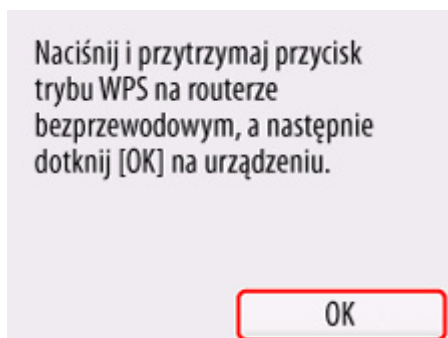 Naciśnij i przytrzymaj przycisk
trybu WPS na routerze
bezprzewodowym, a następnie
dotknij [OK] na urządzeniu.
OK